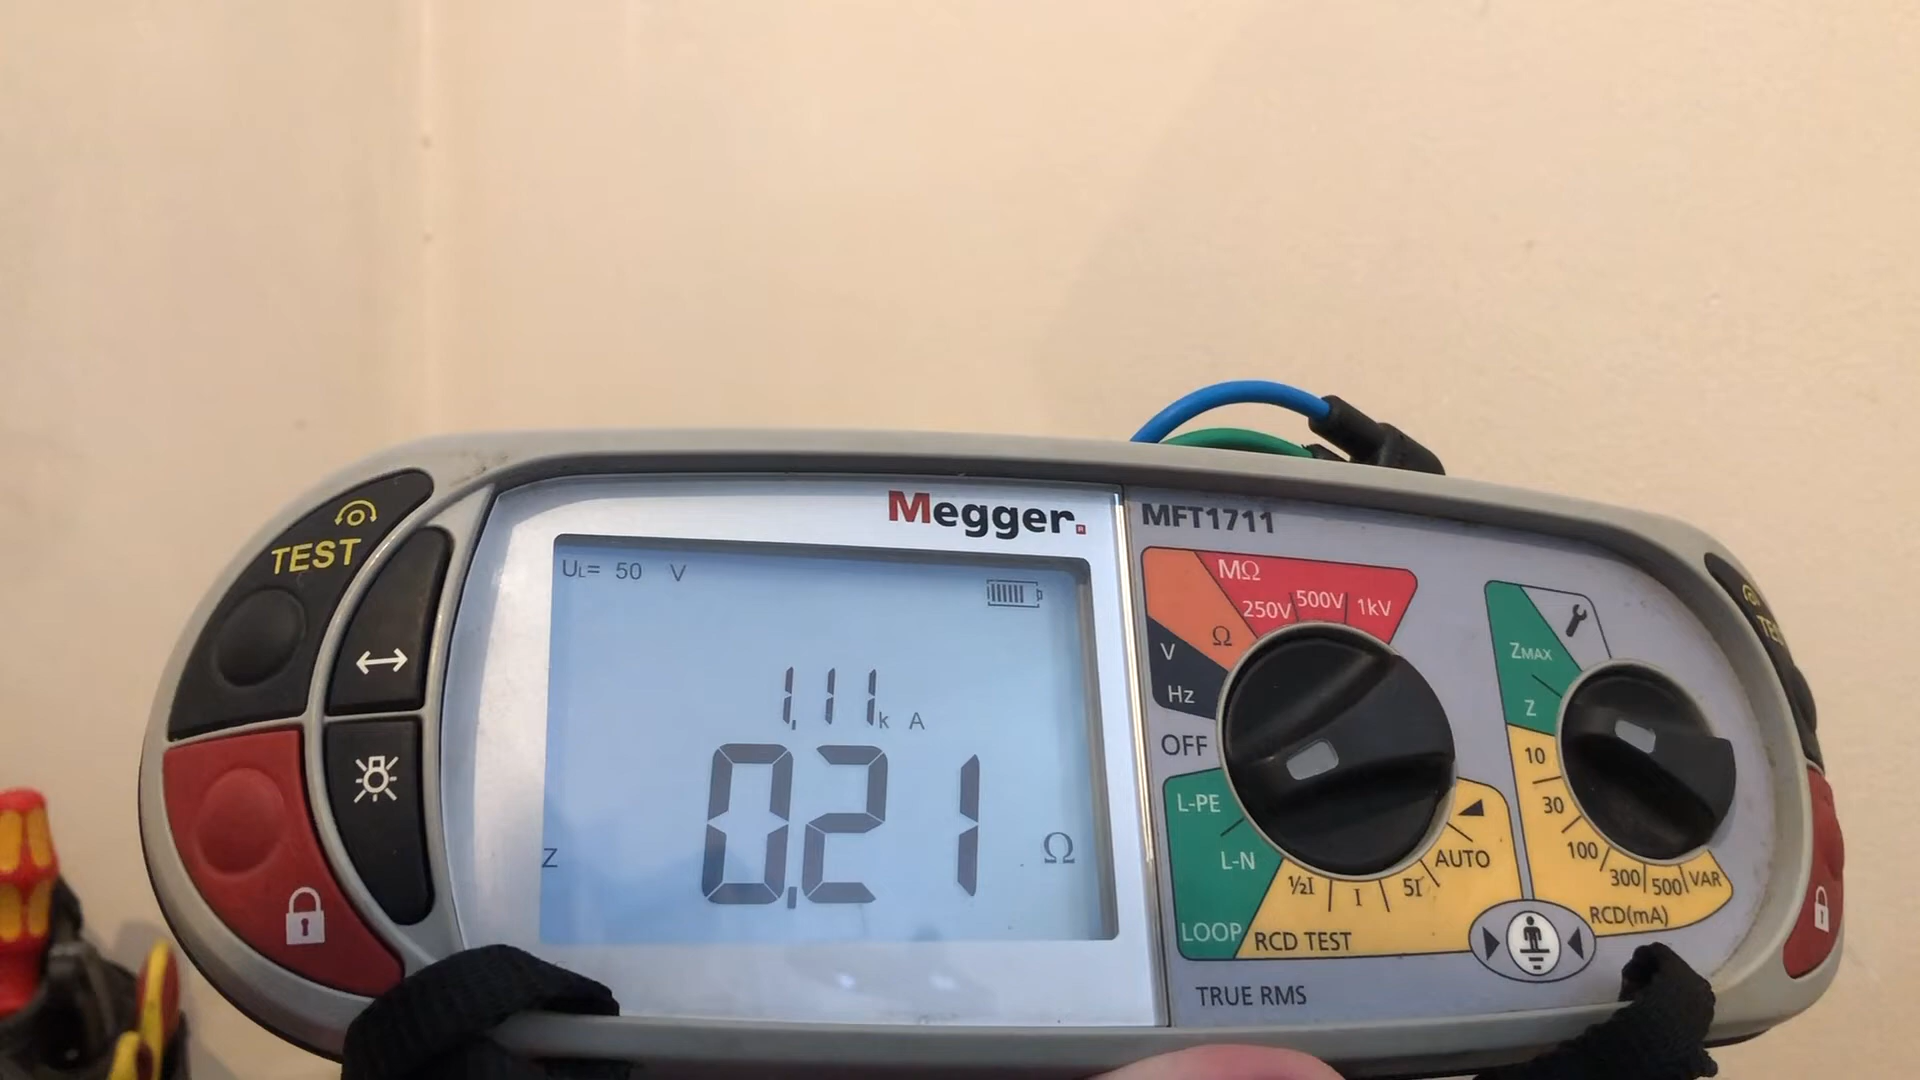 Megger.
MFT1711
TEST
UL= 50 V
1.11 k A
Z 0.21 Ω
MΩ
250V 500V 1kV
Ω
V
Hz
OFF
L-PE
L-N
LOOP
½I I 5I AUTO
RCD TEST
TRUE RMS
ZMAX
Z
10
30
100
300 500 VAR
RCD(mA)